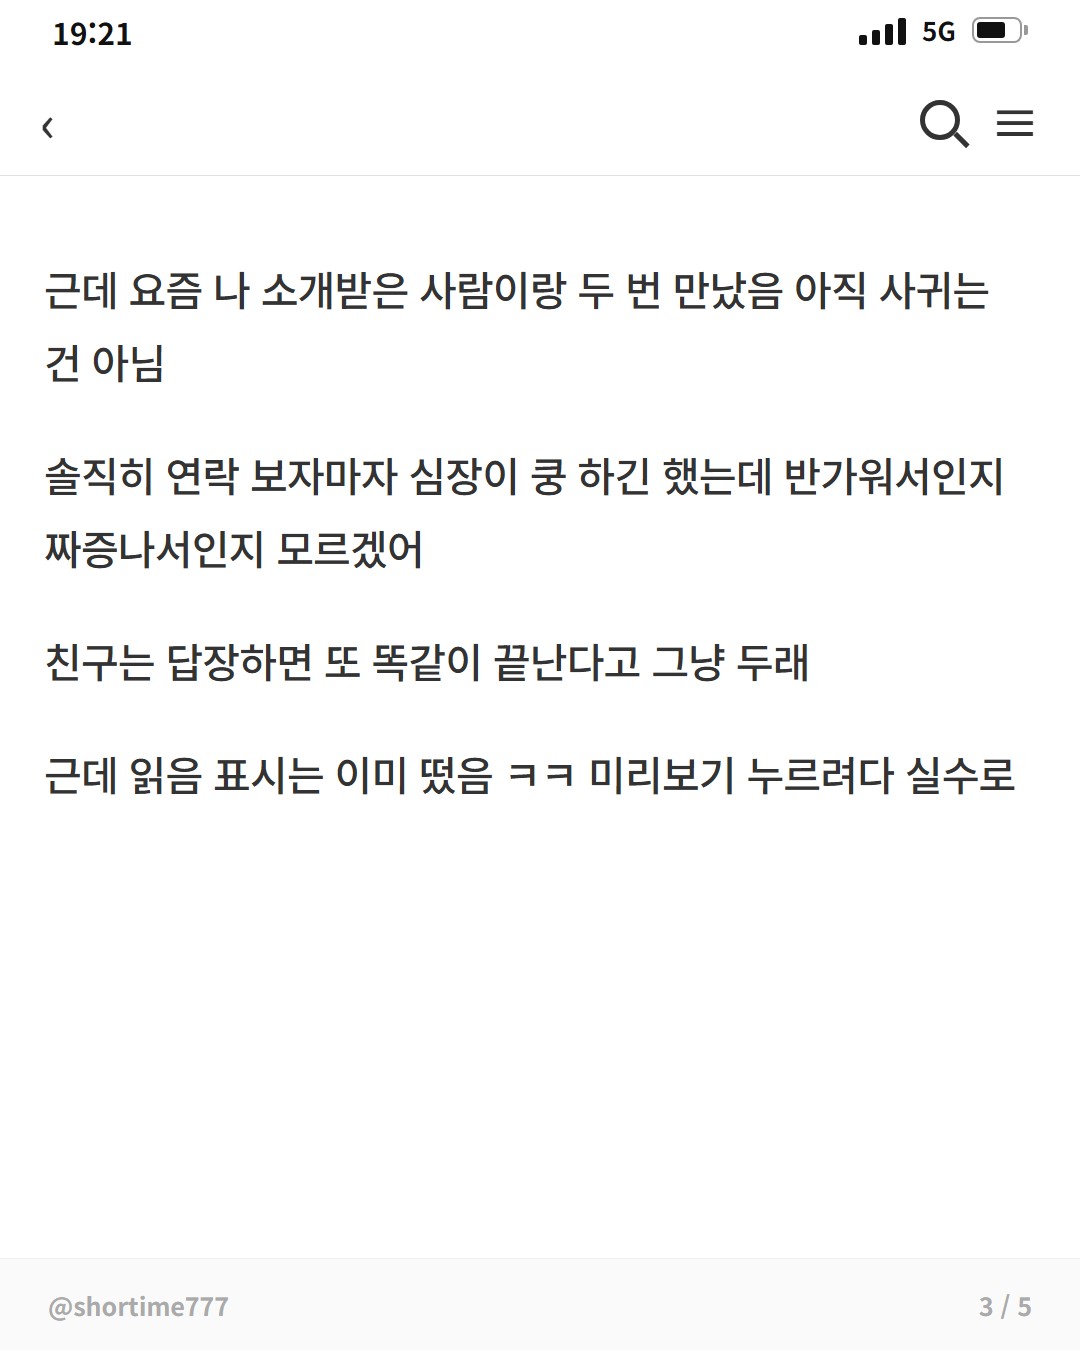 19:21
5G
근데 요즘 나 소개받은 사람이랑 두 번 만났음 아직 사귀는
건 아님
솔직히 연락 보자마자 심장이 쿵 하긴 했는데 반가워서인지
짜증나서인지 모르겠어
친구는 답장하면 또 똑같이 끝난다고 그냥 두래
근데 읽음 표시는 이미 떴음 ㅋㅋ 미리보기 누르려다 실수로
@shortime777
3 / 5